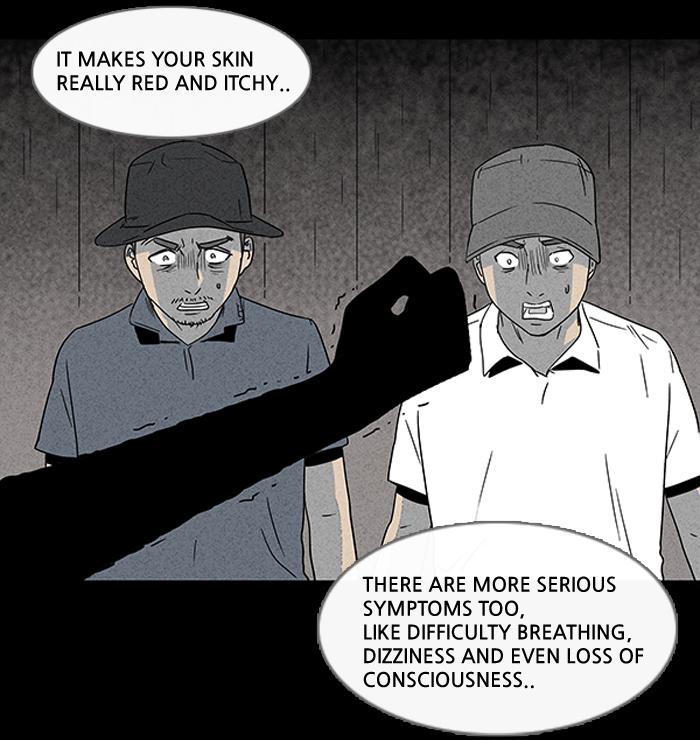 IT MAKES YOUR SKIN
REALLY RED AND ITCHY..
THERE ARE MORE SERIOUS
SYMPTOMS TOO,
LIKE DIFFICULTY BREATHING,
DIZZINESS AND EVEN LOSS OF
CONSCIOUSNESS..